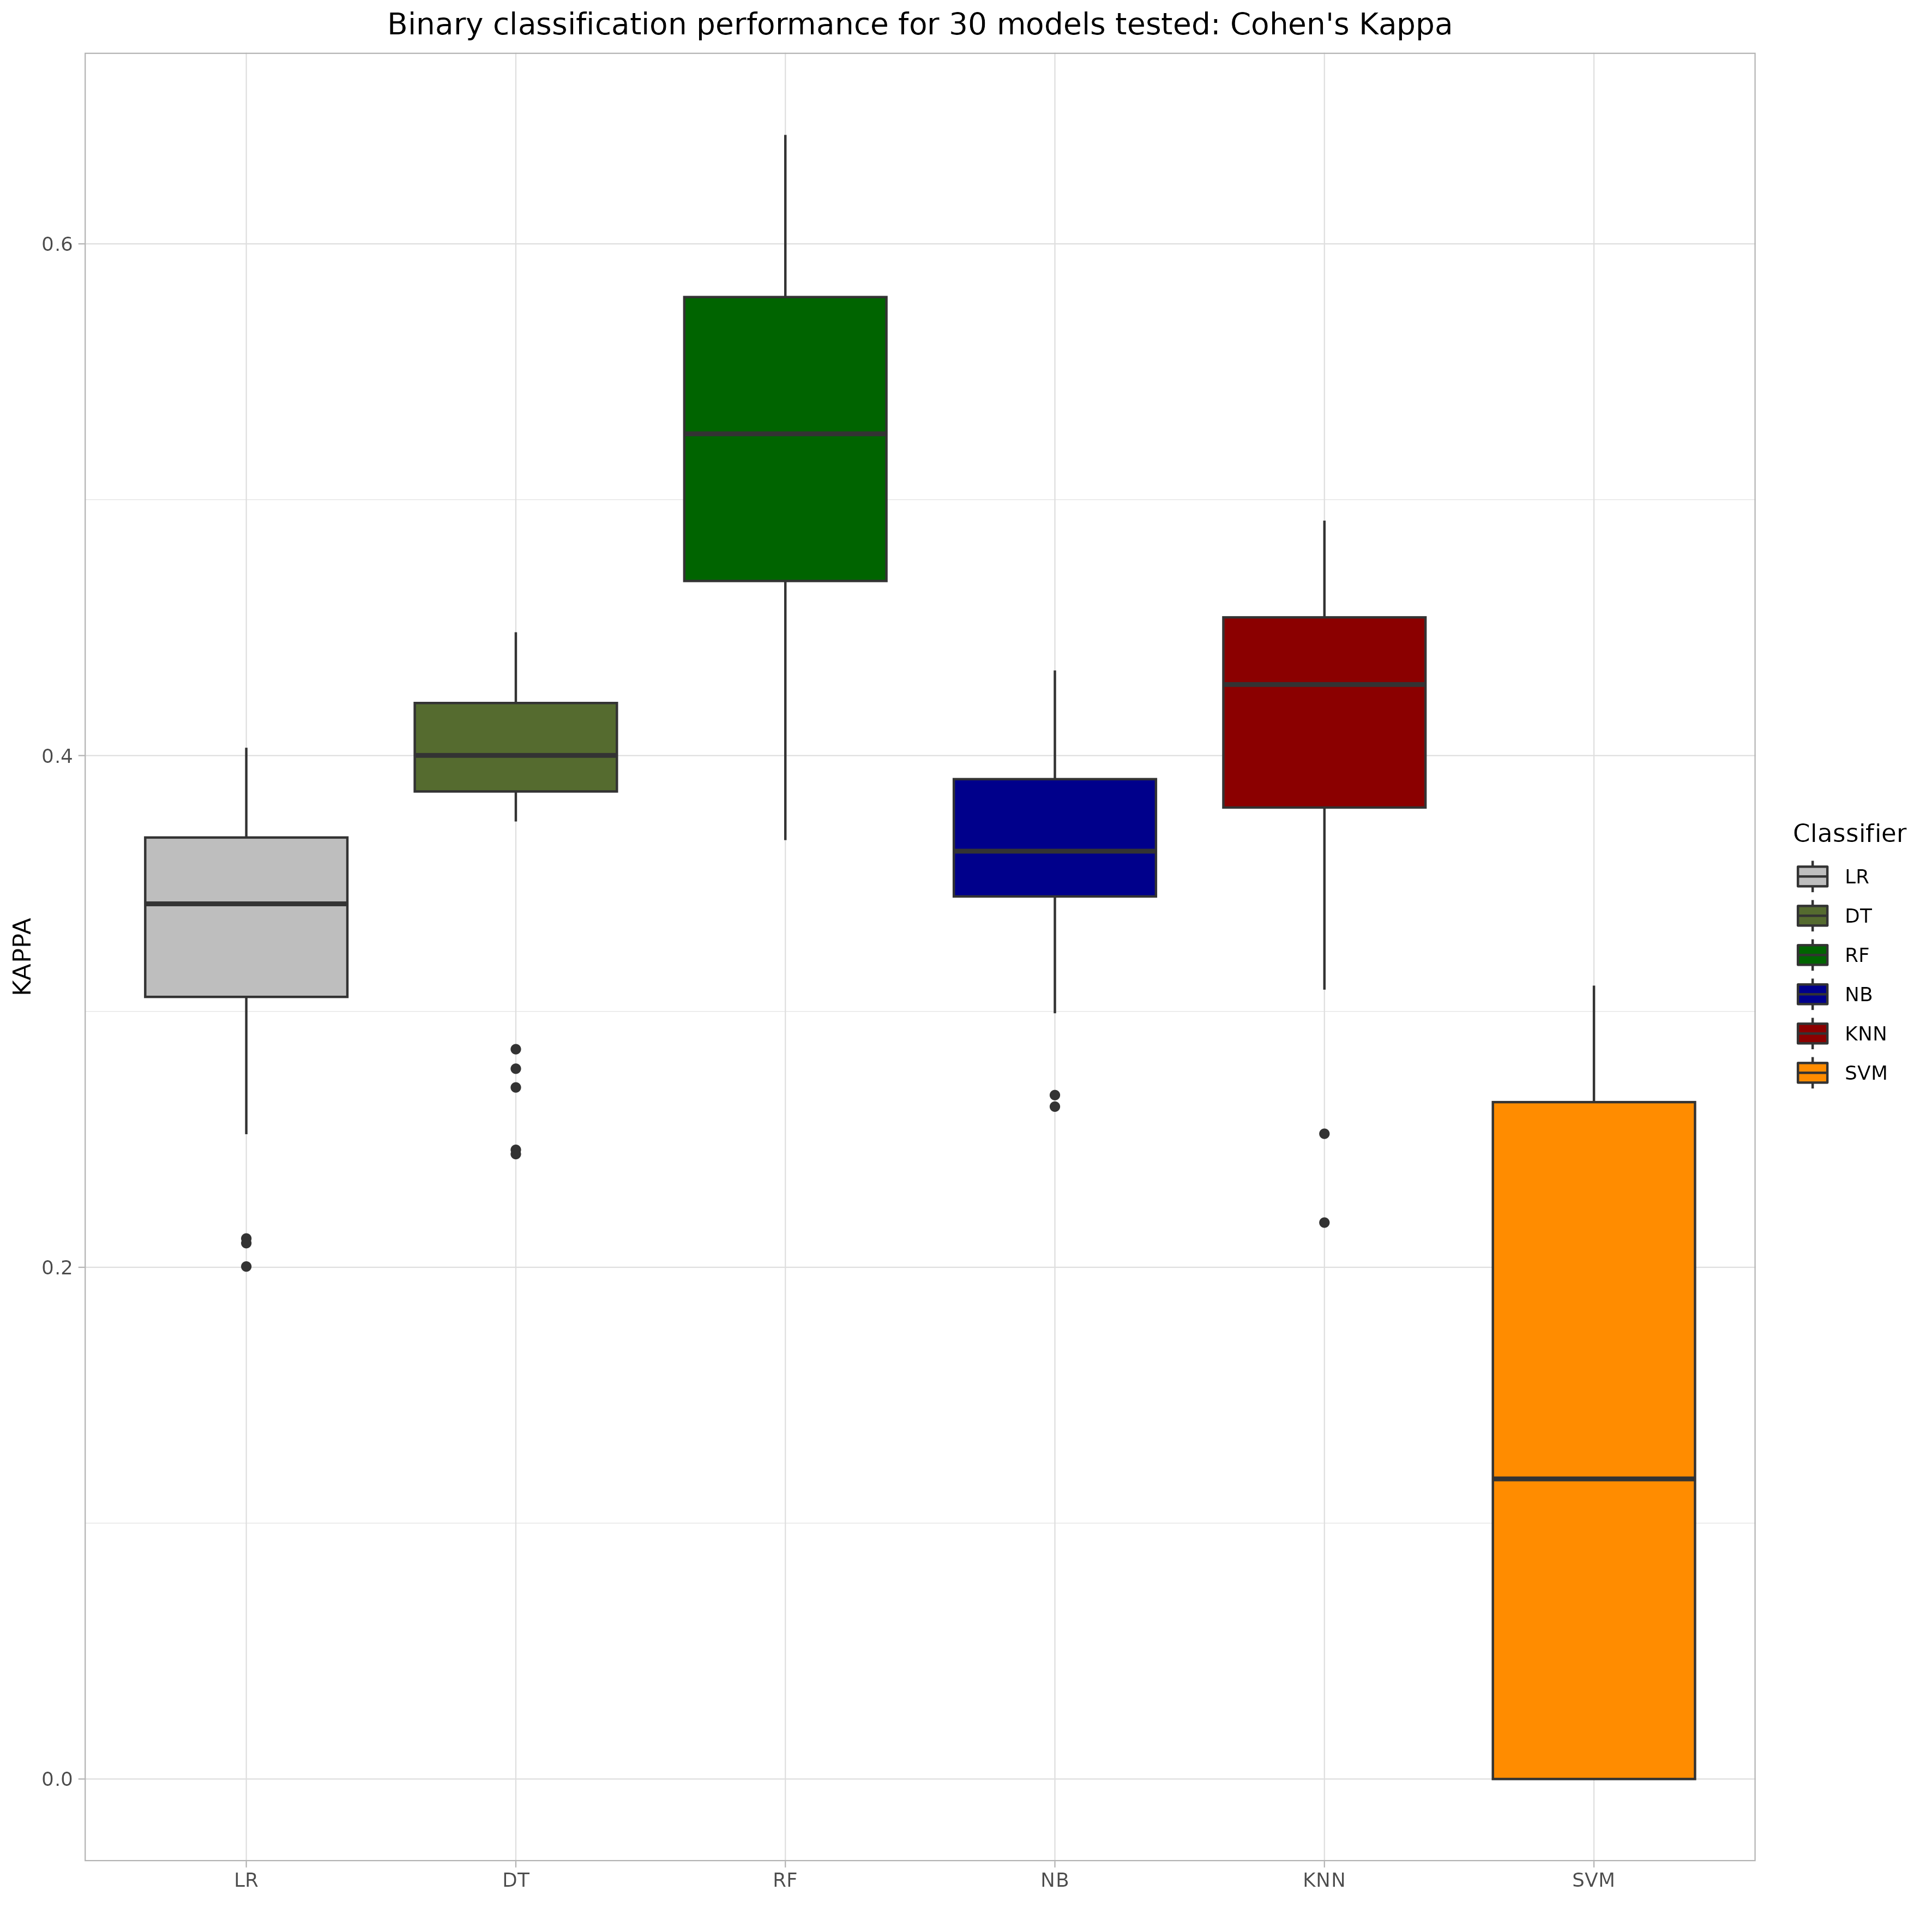 Binary classification performance for 30 models tested: Cohen's Kappa
KAPPA
0.6
0.4
0.2
0.0
LR DT RF NB KNN SVM
Classifier
LR
DT
RF
NB
KNN
SVM